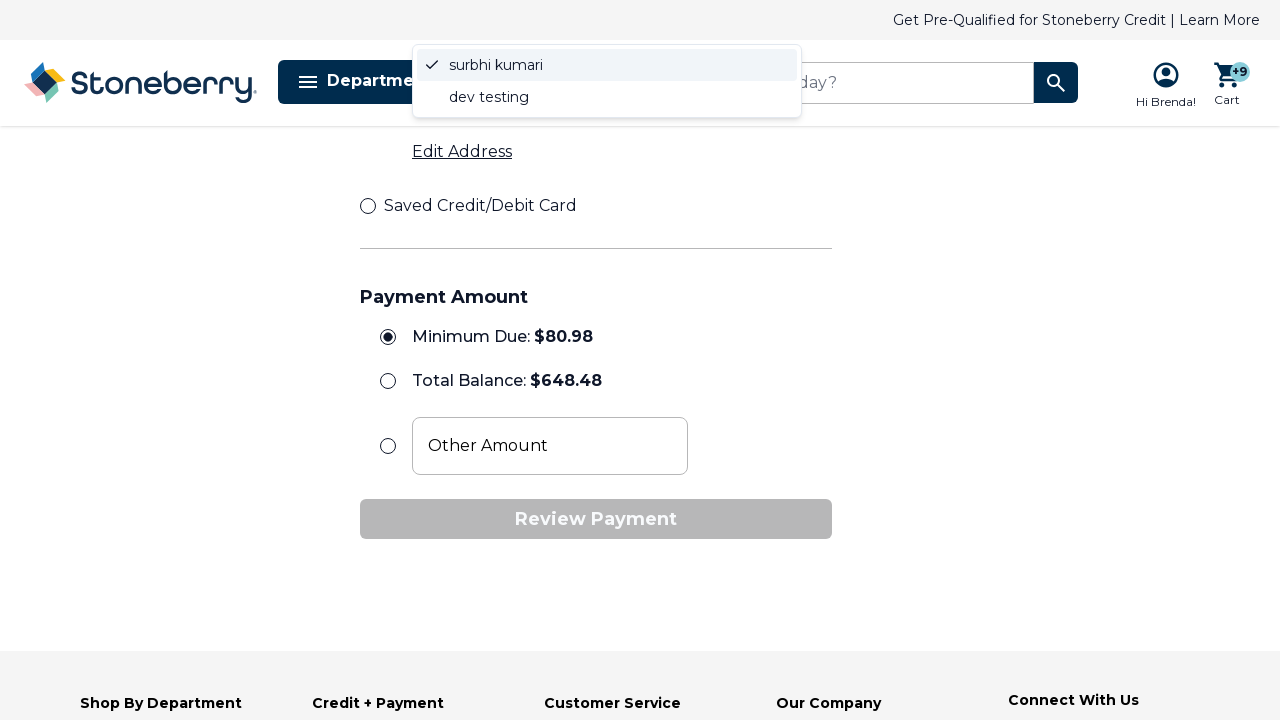 Get Pre-Qualified for Stoneberry Credit | Learn More
Stoneberry
Departme
surbhi kumari
dev testing
day?
Hi Brenda!
+9
Cart
Edit Address
Saved Credit/Debit Card
Payment Amount
Minimum Due: $80.98
Total Balance: $648.48
Other Amount
Review Payment
Shop By Department
Credit + Payment
Customer Service
Our Company
Connect With Us